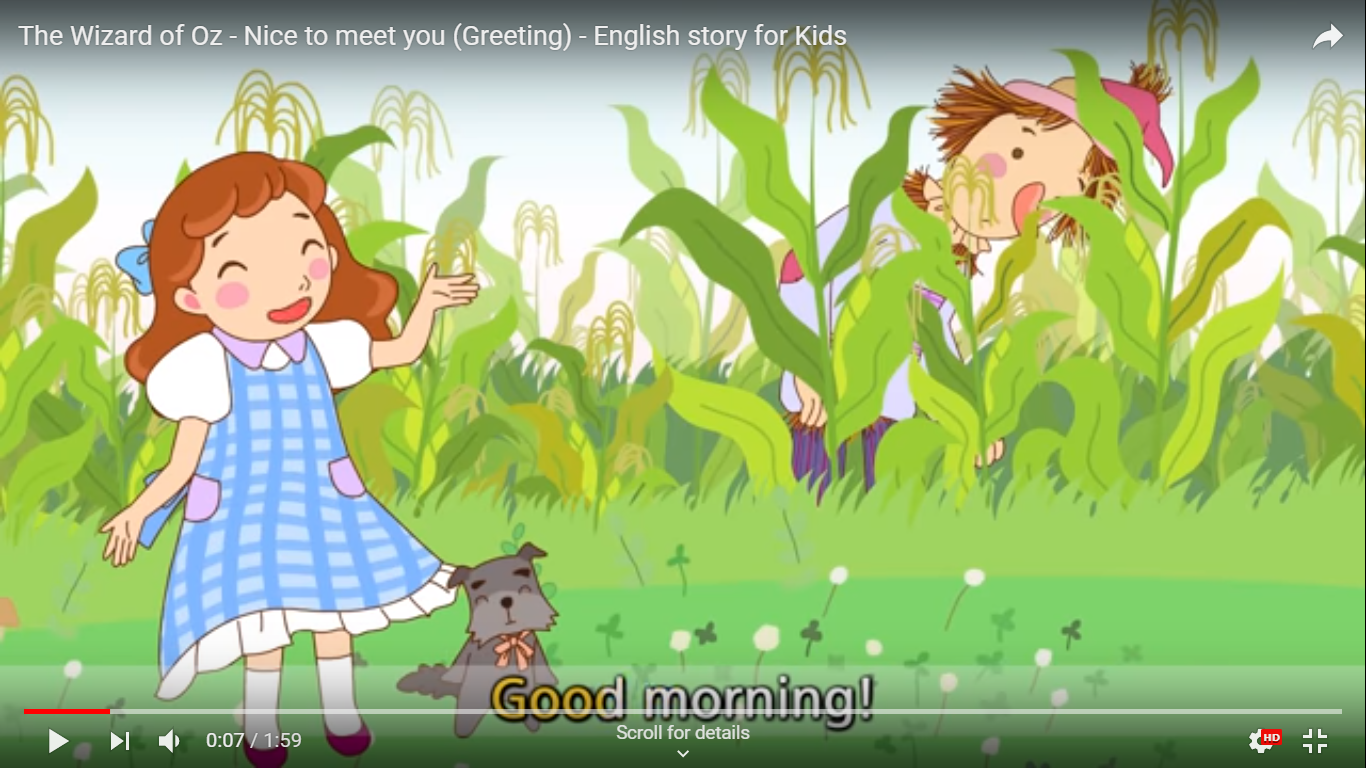 The Wizard of Oz - Nice to meet you (Greeting) - English story for Kids
Good morning!
Scroll for details
0:07 / 1:59
HD